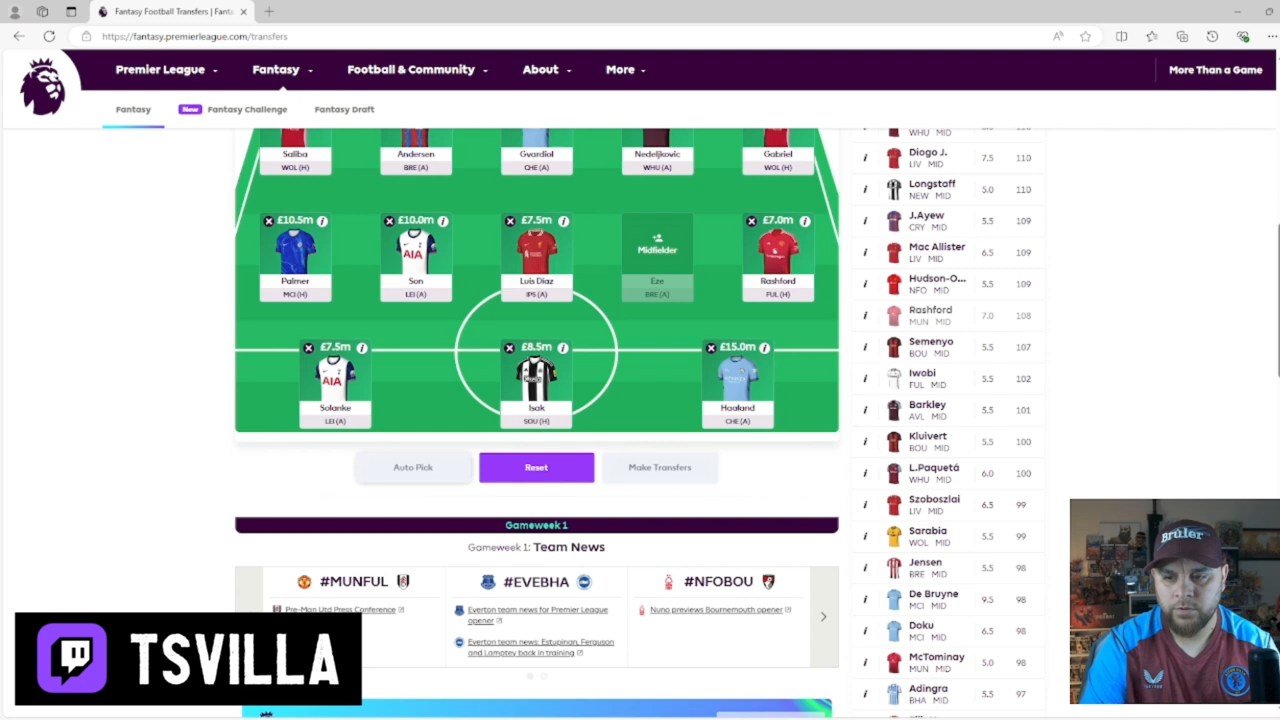 Fantasy Football Transfers | Fanta
https://fantasy.premierleague.com/transfers
Premier League
Fantasy
Football & Community
About
More
More Than a Game
Fantasy
New
Fantasy Challenge
Fantasy Draft
Saliba
WOL (H)
Andersen
BRE (A)
Gvardiol
CHE (A)
Nedeljkovic
WHU (A)
Gabriel
WOL (H)
£10.5m
Palmer
MCI (H)
£10.0m
AIA
Son
LEI (A)
£7.5m
Luis Díaz
IPS (A)
Midfielder
Eze
BRE (A)
£7.0m
Rashford
FUL (H)
£7.5m
AIA
Solanke
LEI (A)
£8.5m
Isak
SOU (H)
£15.0m
Haaland
CHE (A)
Auto Pick
Reset
Make Transfers
Gameweek 1
Gameweek 1: Team News
#MUNFUL
Pre-Man Utd Press Conference
#EVEBHA
Everton team news for Premier League
opener
Everton team news: Estupinan, Ferguson
and Lamptey back in training
#NFOBOU
Nuno previews Bournemouth opener
WHU MID
Diogo J. 7.5 110
LIV MID
Longstaff 5.0 110
NEW MID
J.Ayew 5.5 109
CRY MID
Mac Allister 6.5 109
LIV MID
Hudson-O... 5.5 109
NFO MID
Rashford 7.0 108
MUN MID
Semenyo 5.5 107
BOU MID
Iwobi 5.5 102
FUL MID
Barkley 5.5 101
AVL MID
Kluivert 5.5 100
BOU MID
L.Paquetá 6.0 100
WHU MID
Szoboszlai 6.5 99
LIV MID
Sarabia 5.5 99
WOL MID
Jensen 5.5 98
BRE MID
De Bruyne 9.5 98
MCI MID
Doku 6.5 98
MCI MID
McTominay 5.0 98
MUN MID
Adingra 5.5 97
BHA MID
TSVILLA